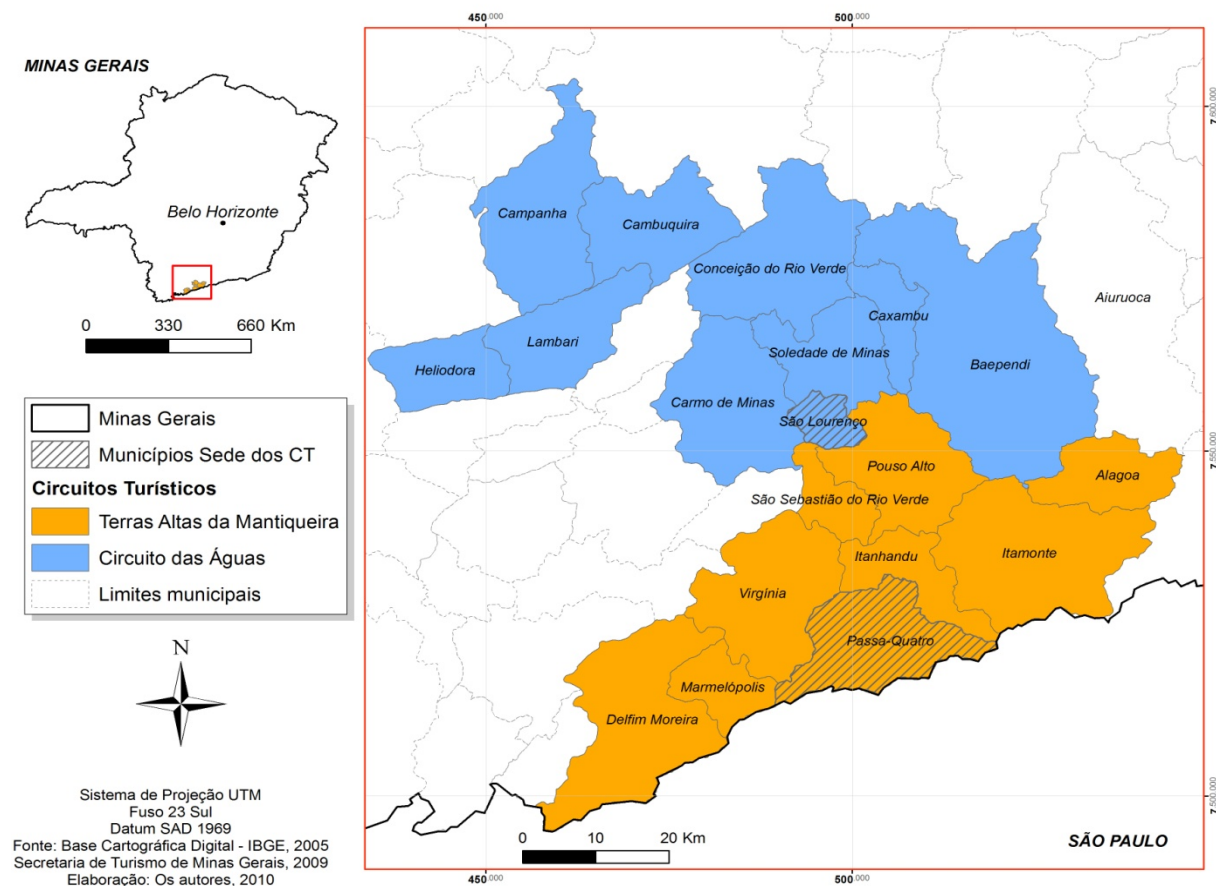 MINAS GERAIS
Belo Horizonte
0 330 660 Km
Minas Gerais
Municípios Sede dos CT
Circuitos Turísticos
Terras Altas da Mantiqueira
Circuito das Águas
Limites municipais
N
Sistema de Projeção UTM
Fuso 23 Sul
Datum SAD 1969
Fonte: Base Cartográfica Digital - IBGE, 2005
Secretaria de Turismo de Minas Gerais, 2009
Elaboração: Os autores, 2010
450.000
500.000
7.600.000
7.550.000
7.500.000
Campanha
Cambuquira
Conceição do Rio Verde
Aiuruoca
Caxambu
Lambari
Soledade de Minas
Heliodora
Baependi
Carmo de Minas
São Lourenço
Pouso Alto
Alagoa
São Sebastião do Rio Verde
Itanhandu
Itamonte
Virgínia
Passa-Quatro
Marmelópolis
Delfim Moreira
0 10 20 Km
SÃO PAULO
450.000
500.000